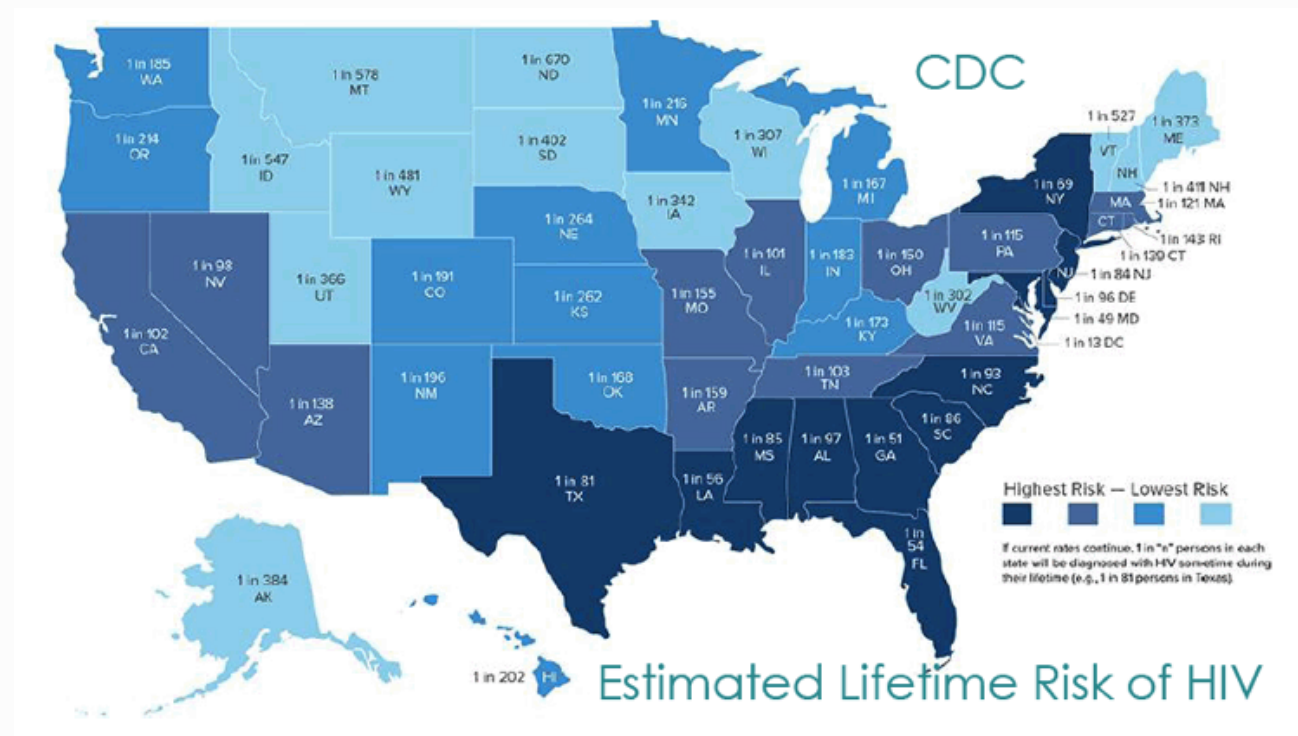 CDC
1 in 185
WA
1 in 578
MT
1 in 670
ND
1 in 216
MN
1 in 527
VT
1 in 373
ME
1 in 214
OR
1 in 547
ID
1 in 402
SD
1 in 307
WI
1 in 481
WY
1 in 167
MI
1 in 69
NY
NH
1 in 411 NH
MA
1 in 121 MA
CT
1 in 143 RI
1 in 139 CT
1 in 342
IA
1 in 264
NE
1 in 98
NV
1 in 366
UT
1 in 191
CO
1 in 262
KS
1 in 155
MO
1 in 101
IL
1 in 183
IN
1 in 150
OH
1 in 115
PA
NJ
1 in 84 NJ
1 in 96 DE
1 in 49 MD
1 in 13 DC
1 in 302
WV
1 in 115
VA
1 in 173
KY
1 in 102
CA
1 in 138
AZ
1 in 196
NM
1 in 168
OK
1 in 159
AR
1 in 103
TN
1 in 93
NC
1 in 86
SC
1 in 85
MS
1 in 97
AL
1 in 51
GA
1 in 81
TX
1 in 56
LA
1 in
54
FL
Highest Risk — Lowest Risk
If current rates continue, 1 in "n" persons in each
state will be diagnosed with HIV sometime during
their lifetime (e.g., 1 in 81 persons in Texas).
1 in 384
AK
1 in 202
HI
Estimated Lifetime Risk of HIV